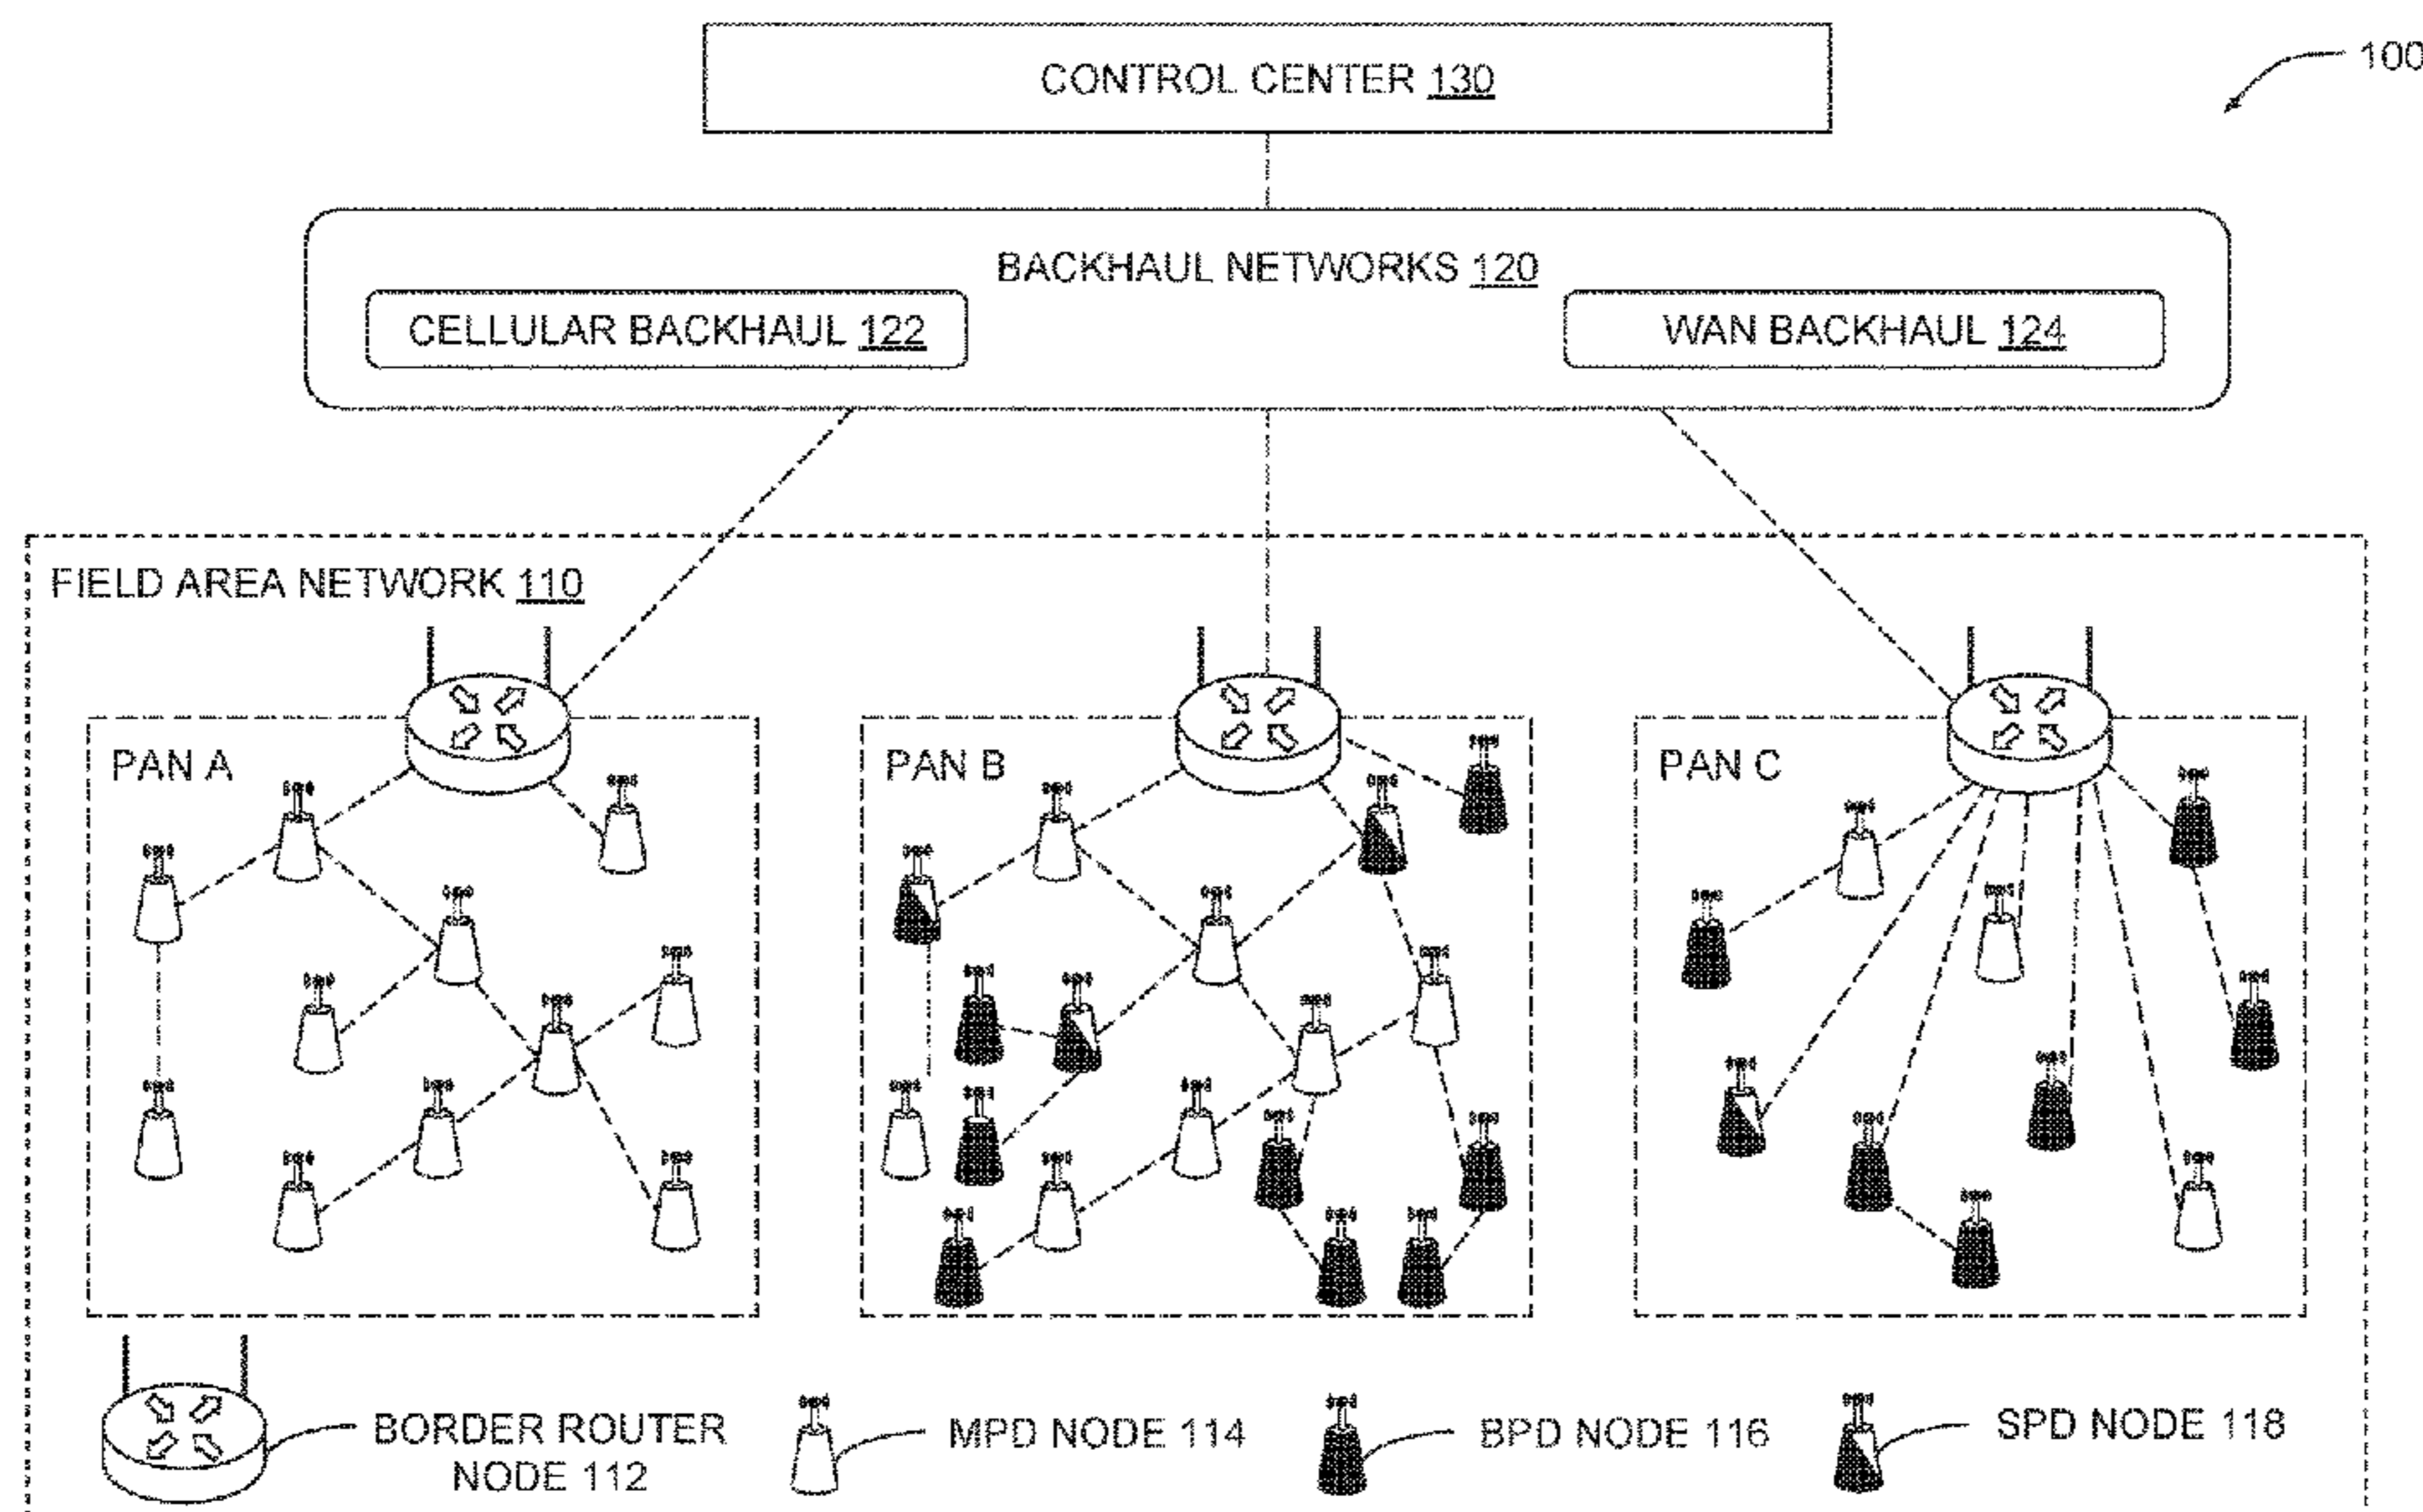 CONTROL CENTER 130
100
BACKHAUL NETWORKS 120
CELLULAR BACKHAUL 122
WAN BACKHAUL 124
FIELD AREA NETWORK 110
PAN A
PAN B
PAN C
BORDER ROUTER
NODE 112
MPD NODE 114
BPD NODE 116
SPD NODE 118